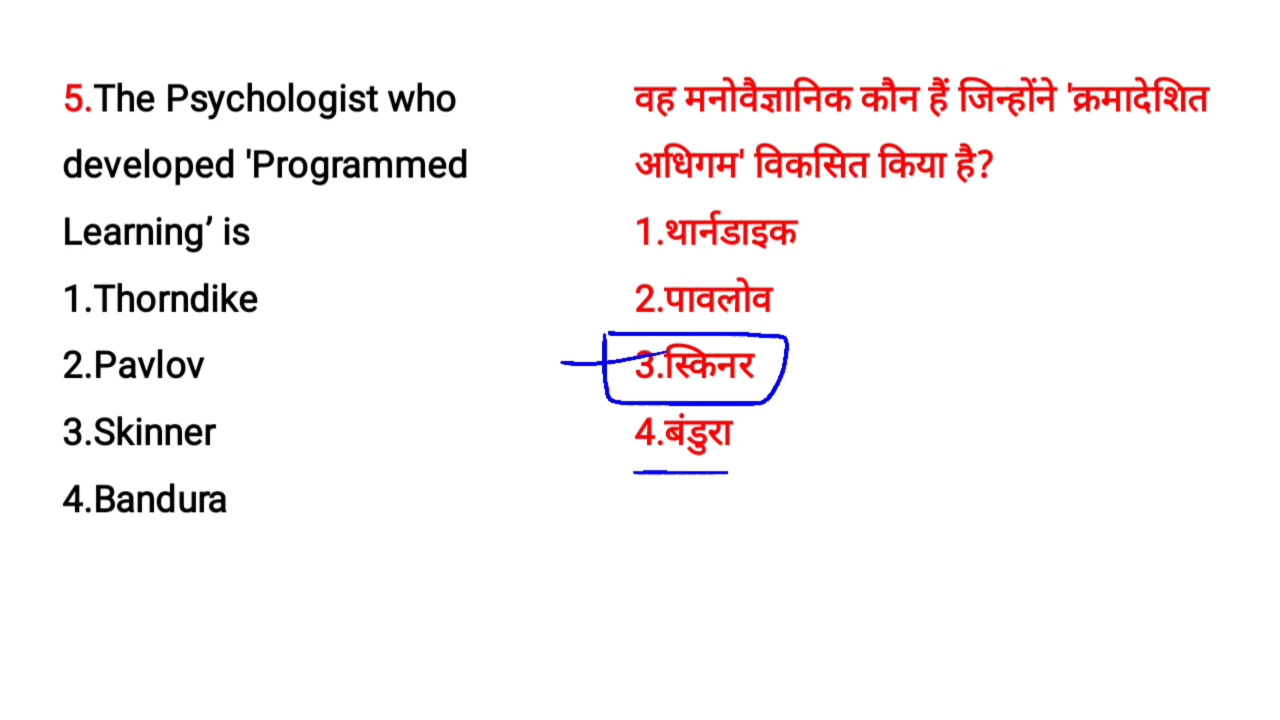 5.The Psychologist who
developed 'Programmed
Learning’ is
1.Thorndike
2.Pavlov
3.Skinner
4.Bandura
वह मनोवैज्ञानिक कौन हैं जिन्होंने 'क्रमादेशित
अधिगम' विकसित किया है?
1.थार्नडाइक
2.पावलोव
3.स्किनर
4.बंडुरा